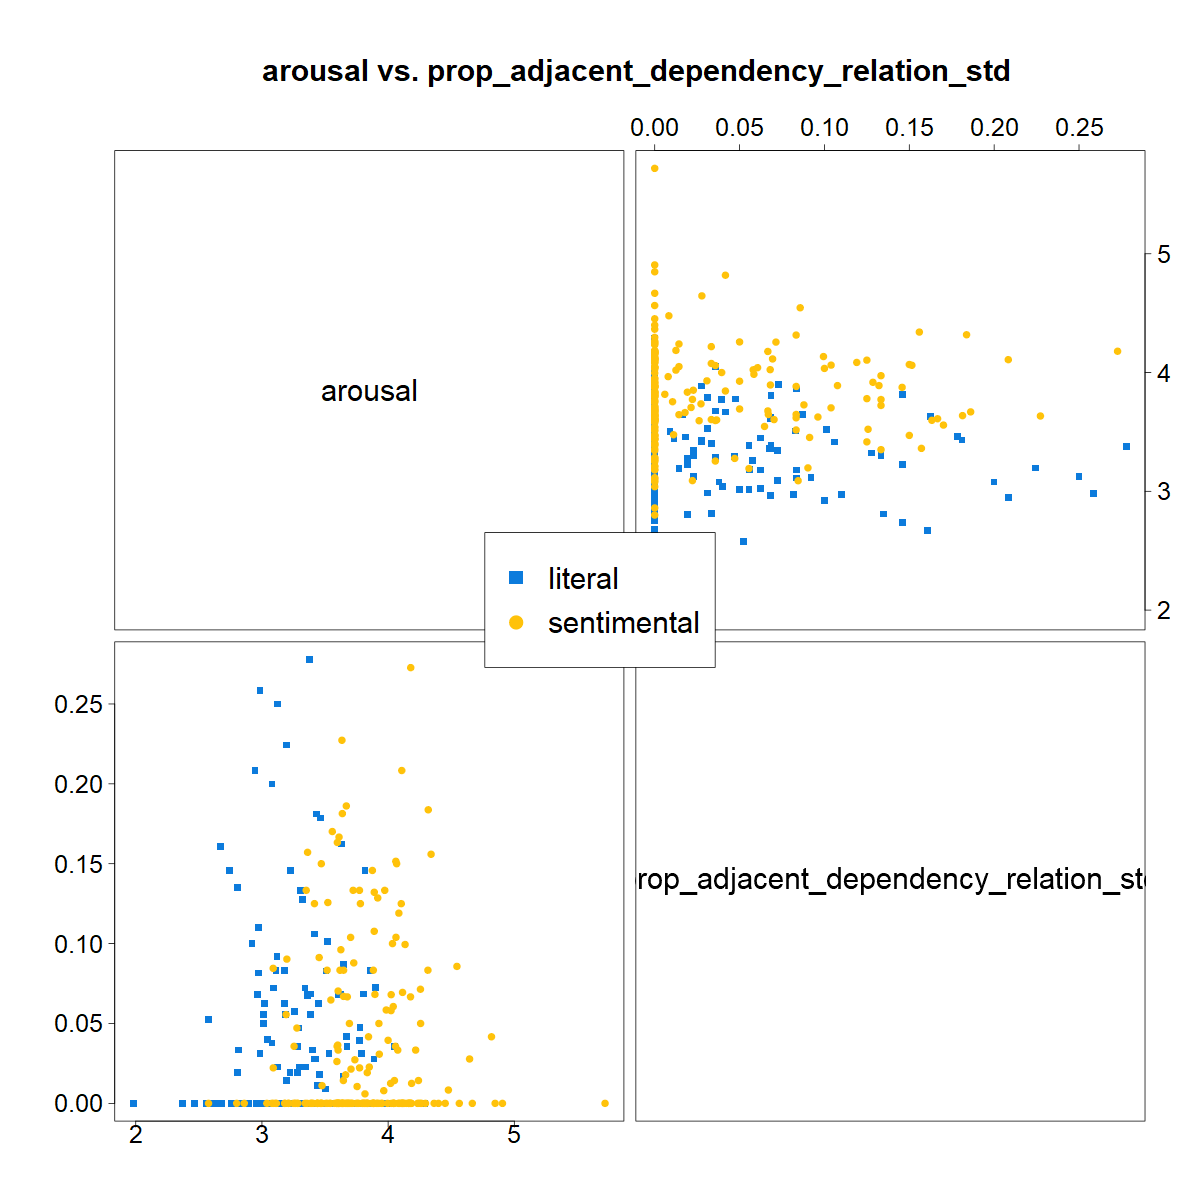 arousal vs. prop_adjacent_dependency_relation_std
0.00 0.05 0.10 0.15 0.20 0.25
arousal
5
4
3
2
literal
sentimental
0.25
0.20
0.15
0.10
0.05
0.00
rop_adjacent_dependency_relation_st
2 3 4 5